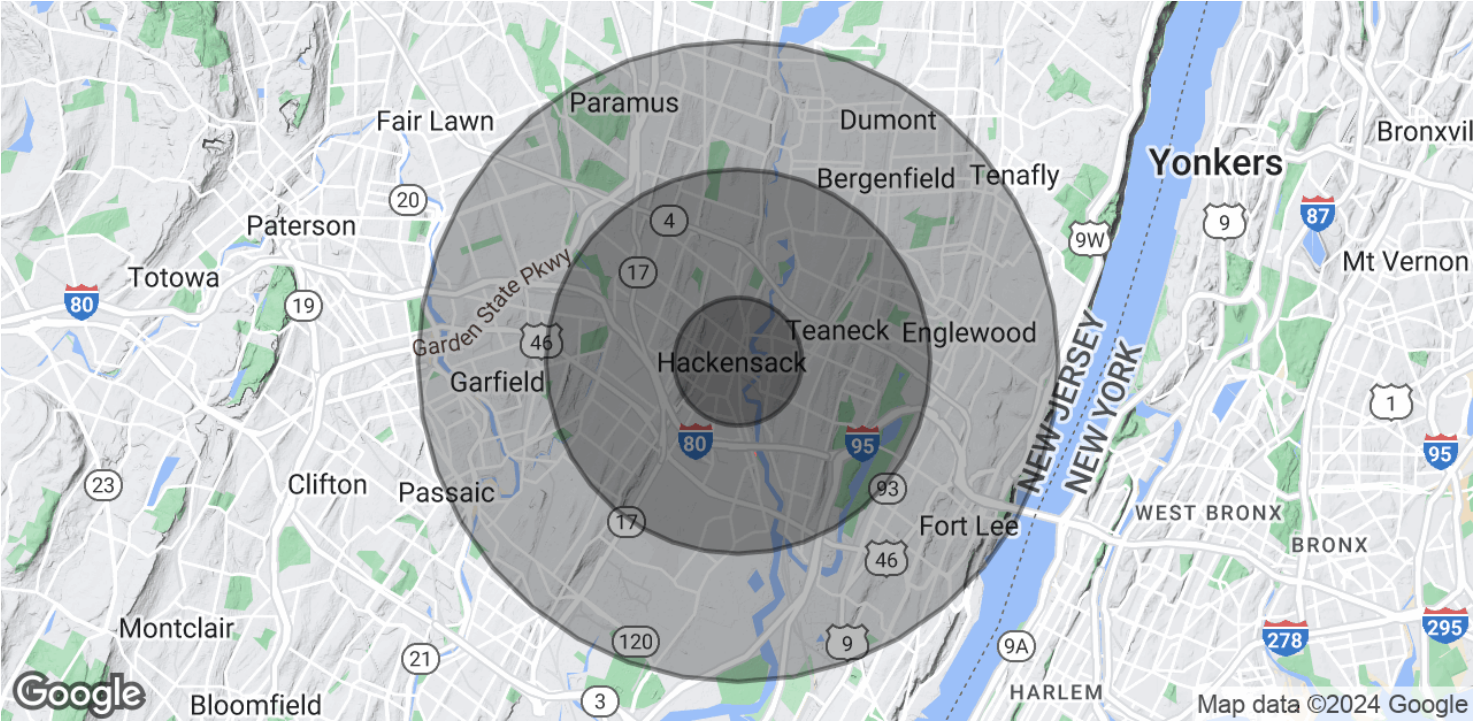 Paramus
Dumont
Fair Lawn
Bronxvil
Yonkers
Bergenfield
Tenafly
20
4
9
87
Paterson
9W
Mt Vernon
Totowa
17
80
19
Garden State Pkwy
Teaneck
Englewood
46
Hackensack
NEW JERSEY
NEW YORK
Garfield
1
80
95
95
23
Clifton
Passaic
93
17
Fort Lee
WEST BRONX
BRONX
46
Montclair
120
9
9A
278
295
21
Google
Bloomfield
3
HARLEM
Map data ©2024 Google